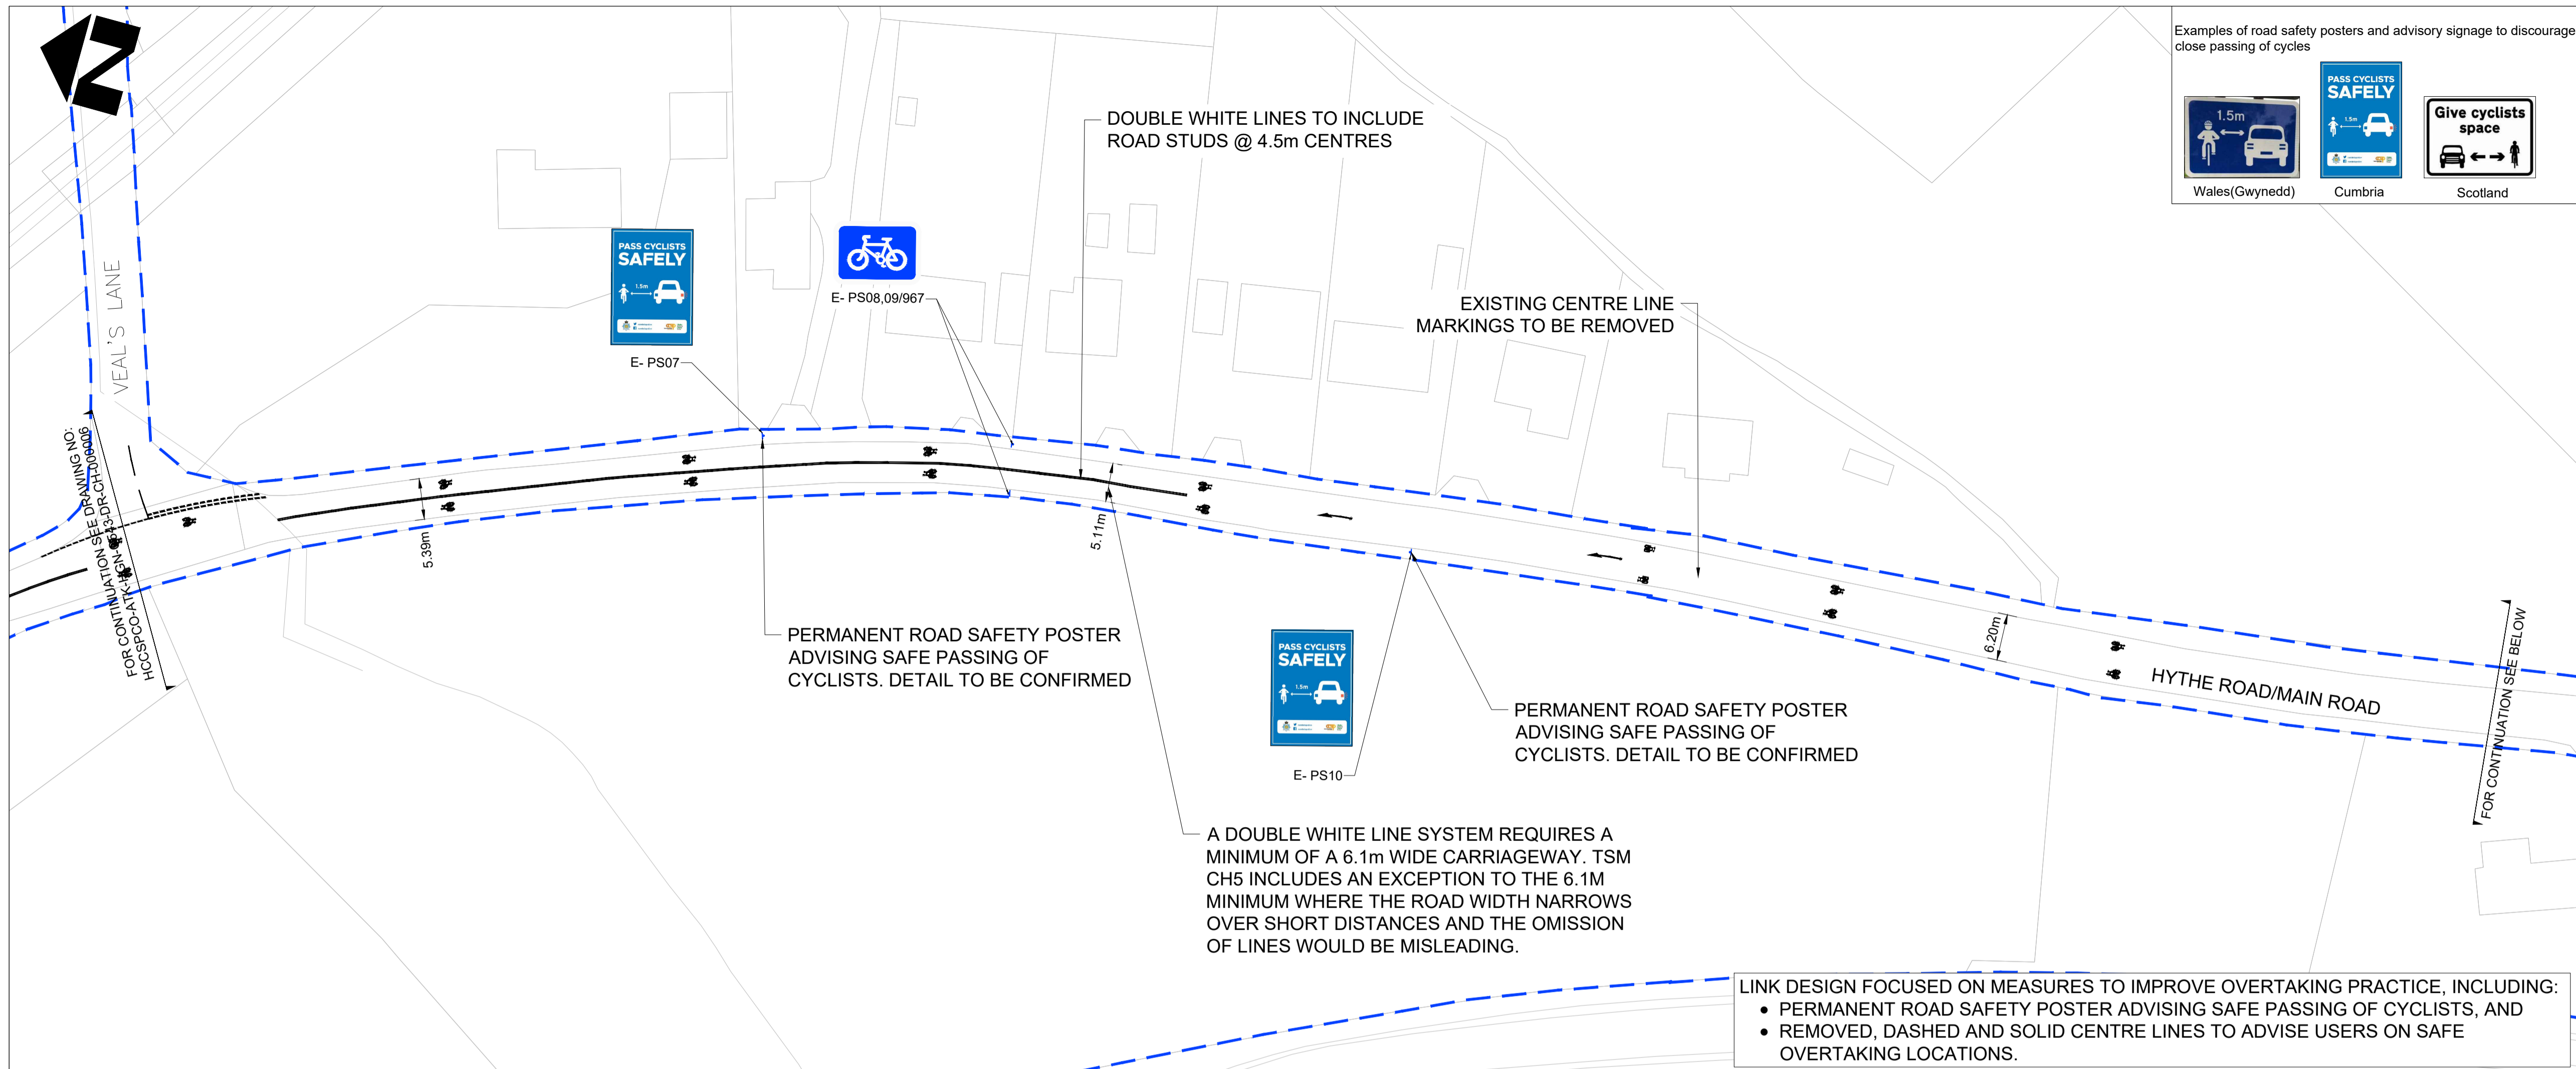 Examples of road safety posters and advisory signage to discourage
close passing of cycles
1.5m
PASS CYCLISTS
SAFELY
1.5m
Give cyclists
space
Wales(Gwynedd)
Cumbria
Scotland
DOUBLE WHITE LINES TO INCLUDE
ROAD STUDS @ 4.5m CENTRES
PASS CYCLISTS
SAFELY
1.5m
E- PS07
E- PS08,09/967
EXISTING CENTRE LINE
MARKINGS TO BE REMOVED
VEAL'S LANE
FOR CONTINUATION SEE DRAWING NO:
5.39m
5.11m
6.20m
HYTHE ROAD/MAIN ROAD
FOR CONTINUATION SEE BELOW
PERMANENT ROAD SAFETY POSTER
ADVISING SAFE PASSING OF
CYCLISTS. DETAIL TO BE CONFIRMED
PASS CYCLISTS
SAFELY
1.5m
E- PS10
PERMANENT ROAD SAFETY POSTER
ADVISING SAFE PASSING OF
CYCLISTS. DETAIL TO BE CONFIRMED
A DOUBLE WHITE LINE SYSTEM REQUIRES A
MINIMUM OF A 6.1m WIDE CARRIAGEWAY. TSM
CH5 INCLUDES AN EXCEPTION TO THE 6.1M
MINIMUM WHERE THE ROAD WIDTH NARROWS
OVER SHORT DISTANCES AND THE OMISSION
OF LINES WOULD BE MISLEADING.
LINK DESIGN FOCUSED ON MEASURES TO IMPROVE OVERTAKING PRACTICE, INCLUDING:
• PERMANENT ROAD SAFETY POSTER ADVISING SAFE PASSING OF CYCLISTS, AND
• REMOVED, DASHED AND SOLID CENTRE LINES TO ADVISE USERS ON SAFE
OVERTAKING LOCATIONS.